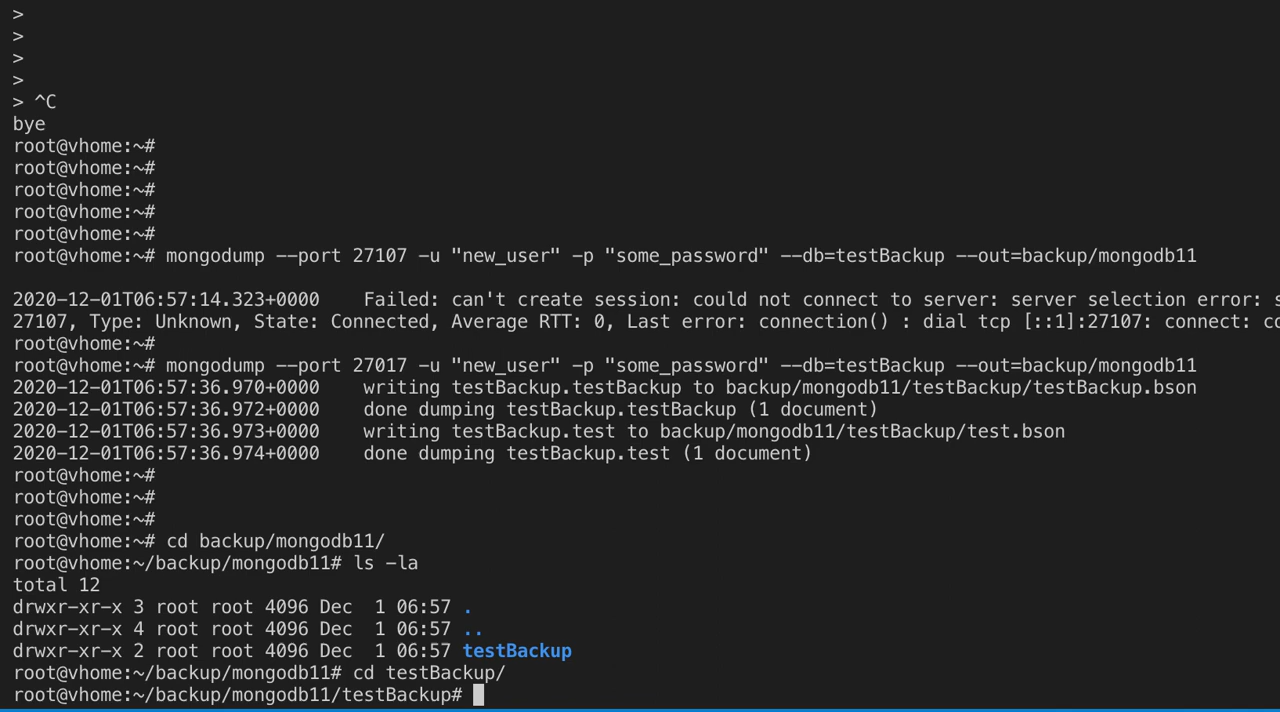 >
>
>
>
> ^C
bye
root@vhome:~#
root@vhome:~#
root@vhome:~#
root@vhome:~#
root@vhome:~#
root@vhome:~# mongodump --port 27107 -u "new_user" -p "some_password" --db=testBackup --out=backup/mongodb11
2020-12-01T06:57:14.323+0000    Failed: can't create session: could not connect to server: server selection error:
27107, Type: Unknown, State: Connected, Average RTT: 0, Last error: connection() : dial tcp [::1]:27107: connect:
root@vhome:~#
root@vhome:~# mongodump --port 27017 -u "new_user" -p "some_password" --db=testBackup --out=backup/mongodb11
2020-12-01T06:57:36.970+0000    writing testBackup.testBackup to backup/mongodb11/testBackup/testBackup.bson
2020-12-01T06:57:36.972+0000    done dumping testBackup.testBackup (1 document)
2020-12-01T06:57:36.973+0000    writing testBackup.test to backup/mongodb11/testBackup/test.bson
2020-12-01T06:57:36.974+0000    done dumping testBackup.test (1 document)
root@vhome:~#
root@vhome:~#
root@vhome:~#
root@vhome:~# cd backup/mongodb11/
root@vhome:~/backup/mongodb11# ls -la
total 12
drwxr-xr-x 3 root root 4096 Dec  1 06:57 .
drwxr-xr-x 4 root root 4096 Dec  1 06:57 ..
drwxr-xr-x 2 root root 4096 Dec  1 06:57 testBackup
root@vhome:~/backup/mongodb11# cd testBackup/
root@vhome:~/backup/mongodb11/testBackup#